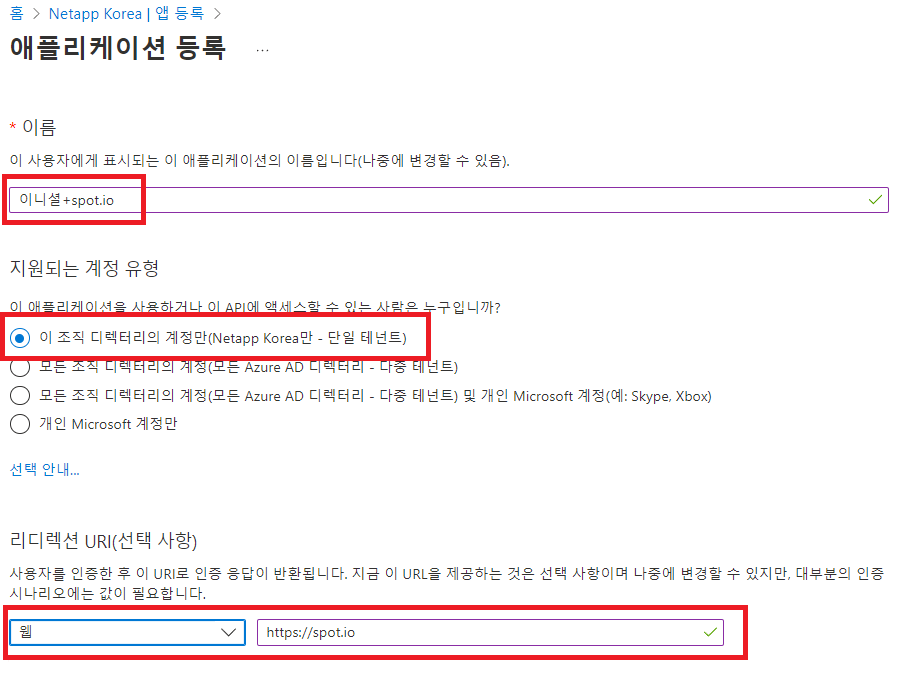 홈 > Netapp Korea | 앱 등록 >
애플리케이션 등록 ...
* 이름
이 사용자에게 표시되는 이 애플리케이션의 이름입니다(나중에 변경할 수 있음).
이니셜+spot.io
지원되는 계정 유형
이 애플리케이션을 사용하거나 이 API에 액세스할 수 있는 사람은 누구입니까?
이 조직 디렉터리의 계정만(Netapp Korea만 - 단일 테넌트)
모든 조직 디렉터리의 계정(모든 Azure AD 디렉터리 - 다중 테넌트)
모든 조직 디렉터리의 계정(모든 Azure AD 디렉터리 - 다중 테넌트) 및 개인 Microsoft 계정(예: Skype, Xbox)
개인 Microsoft 계정만
선택 안내...
리디렉션 URI(선택 사항)
사용자를 인증한 후 이 URI로 인증 응답이 반환됩니다. 지금 이 URL을 제공하는 것은 선택 사항이며 나중에 변경할 수 있지만, 대부분의 인증
시나리오에는 값이 필요합니다.
웹 https://spot.io